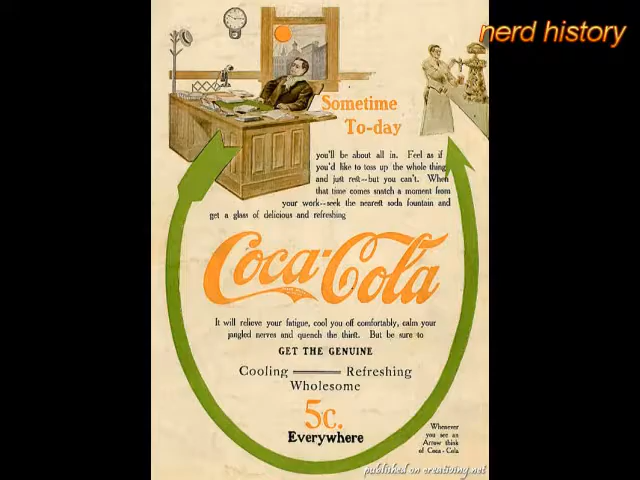 nerd history
Sometime
To-day
you'll be about all in. Feel as if
you'd like to toss up the whole thing
and just rest--but you can't. When
that time comes snatch a moment from
your work--seek the nearest soda fountain and
get a glass of delicious and refreshing
Coca-Cola
It will relieve your fatigue, cool you off comfortably, calm your
jangled nerves and quench the thirst. But be sure to
GET THE GENUINE
Cooling — Refreshing
Wholesome
5c.
Everywhere
Whenever
you see an
Arrow think
of Coca-Cola
published on creativing.net